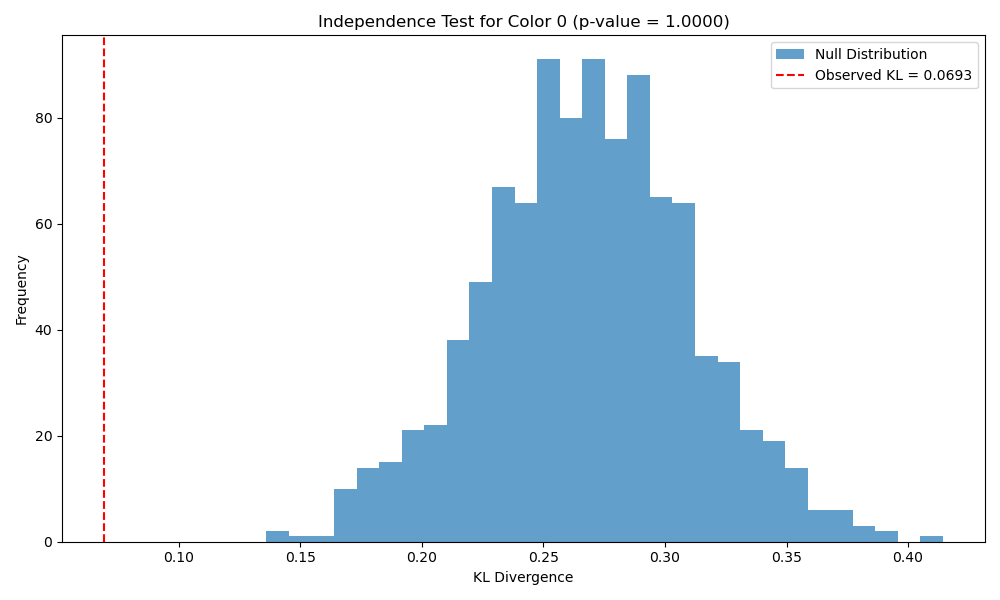 Independence Test for Color 0 (p-value = 1.0000)
Null Distribution
Observed KL = 0.0693
Frequency
80
60
40
20
0
0.10 0.15 0.20 0.25 0.30 0.35 0.40
KL Divergence